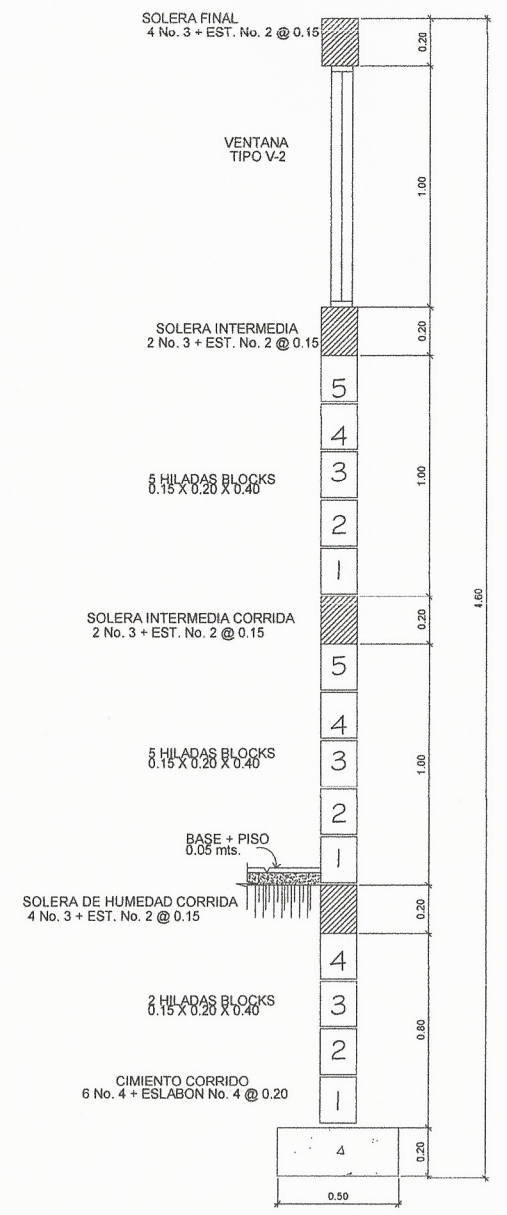 SOLERA FINAL
4 No. 3 + EST. No. 2 @ 0.15
0.20
VENTANA
TIPO V-2
1.00
SOLERA INTERMEDIA
2 No. 3 + EST. No. 2 @ 0.15
0.20
5
4
3
2
1
5 HILADAS BLOCKS
0.15 X 0.20 X 0.40
1.00
4.60
SOLERA INTERMEDIA CORRIDA
2 No. 3 + EST. No. 2 @ 0.15
0.20
5
4
3
2
1
5 HILADAS BLOCKS
0.15 X 0.20 X 0.40
1.00
BASE + PISO
0.05 mts.
SOLERA DE HUMEDAD CORRIDA
4 No. 3 + EST. No. 2 @ 0.15
0.20
4
3
2
1
2 HILADAS BLOCKS
0.15 X 0.20 X 0.40
0.80
CIMIENTO CORRIDO
6 No. 4 + ESLABON No. 4 @ 0.20
0.20
0.50